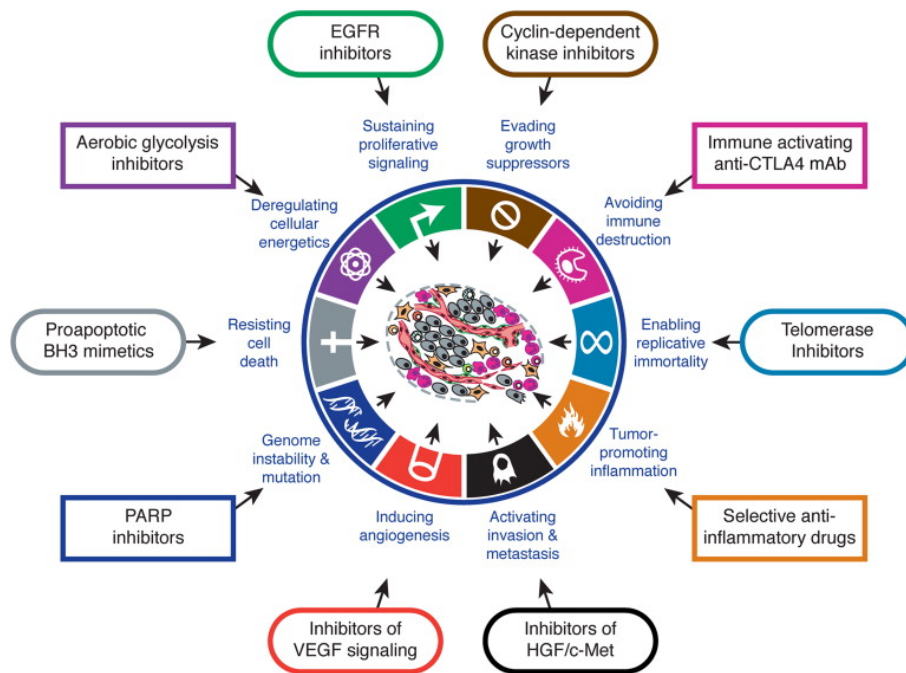 EGFR
inhibitors
Cyclin-dependent
kinase inhibitors
Sustaining
proliferative
signaling
Evading
growth
suppressors
Aerobic glycolysis
inhibitors
Immune activating
anti-CTLA4 mAb
Deregulating
cellular
energetics
Avoiding
immune
destruction
Proapoptotic
BH3 mimetics
Resisting
cell
death
Enabling
replicative
immortality
Telomerase
Inhibitors
Genome
instability &
mutation
Tumor-
promoting
inflammation
PARP
inhibitors
Inducing
angiogenesis
Activating
invasion &
metastasis
Selective anti-
inflammatory drugs
Inhibitors of
VEGF signaling
Inhibitors of
HGF/c-Met